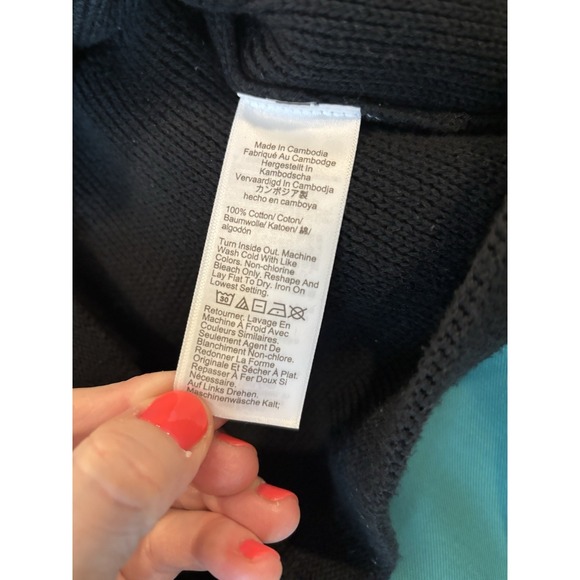 Made In Cambodia
Fabriqué Au Cambodge
Hergestellt In
Kambodscha
Vervaardigd In Cambodja
カンボジア製
hecho en camboya
100% Cotton/ Coton/
Baumwolle/ Katoen/ 綿/
algodón
Turn Inside Out. Machine
Wash Cold With Like
Colors. Non-chlorine
Bleach Only. Reshape And
Lay Flat To Dry. Iron On
Lowest Setting.
30
Retourner. Lavage En
Machine À Froid Avec
Couleurs Similaires.
Seulement Agent De
Blanchiment Non-chlore.
Redonner La Forme
Originale Et Sécher À Plat.
Repasser À Fer Doux Si
Nécessaire.
Auf Links Drehen.
Maschinenwäsche Kalt;